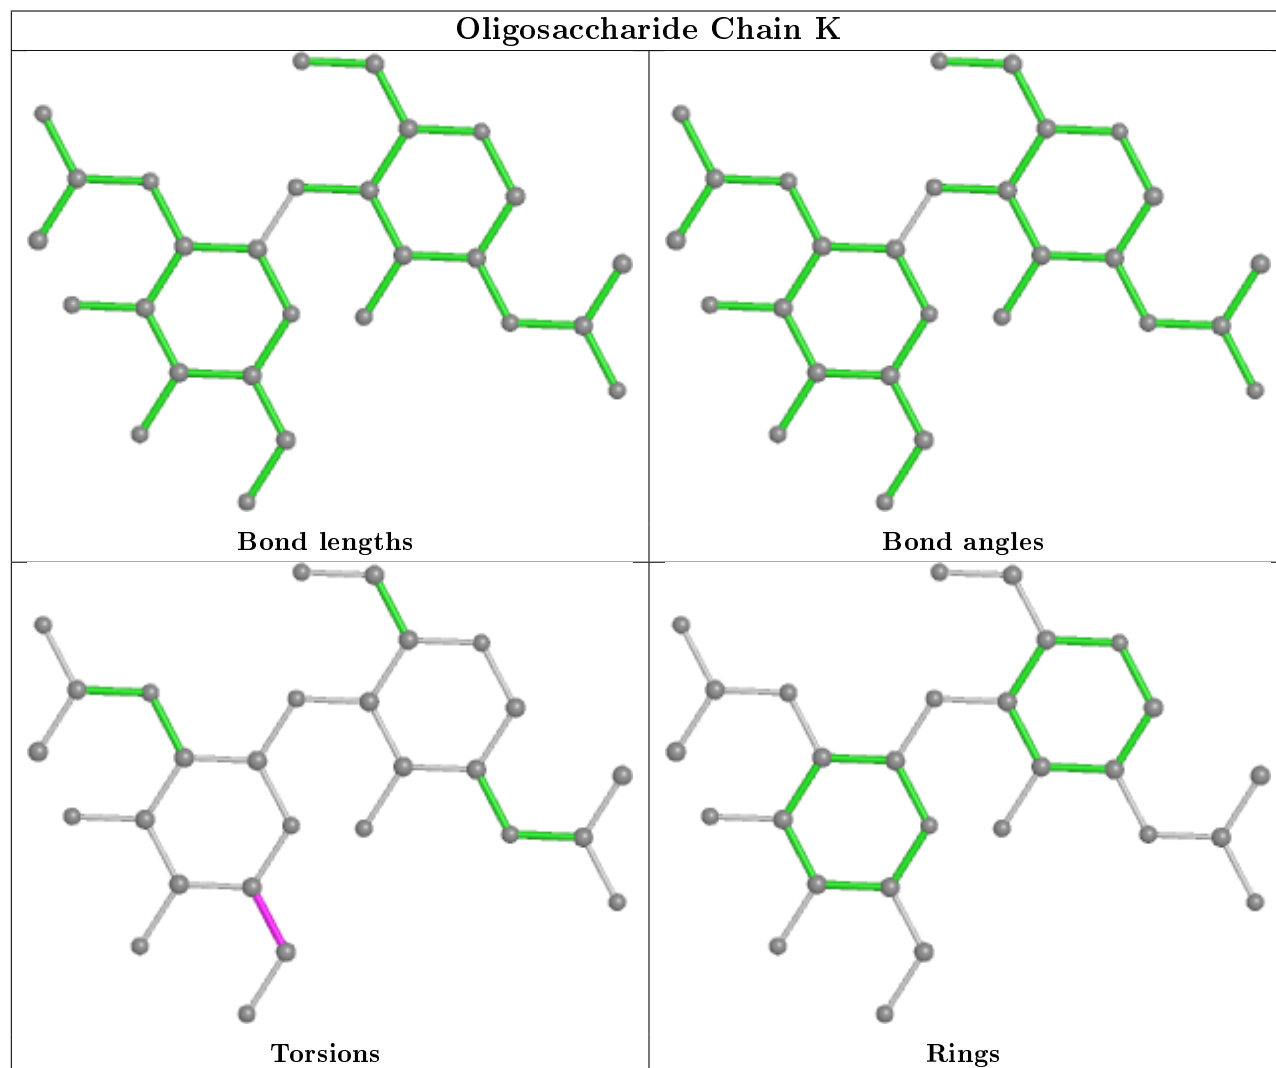 Oligosaccharide Chain K
Bond lengths
Bond angles
Torsions
Rings